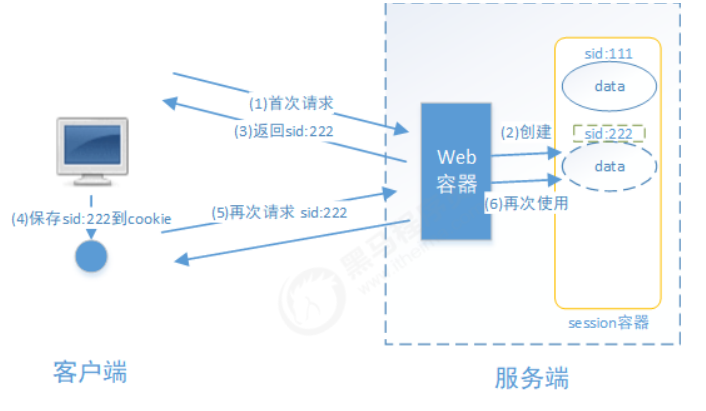 sid:111
data
(1)首次请求
(3)返回sid:222
(2)创建
sid:222
Web
容器
data
(4)保存sid:222到cookie
(5)再次请求 sid:222
(6)再次使用
session容器
客户端
服务端